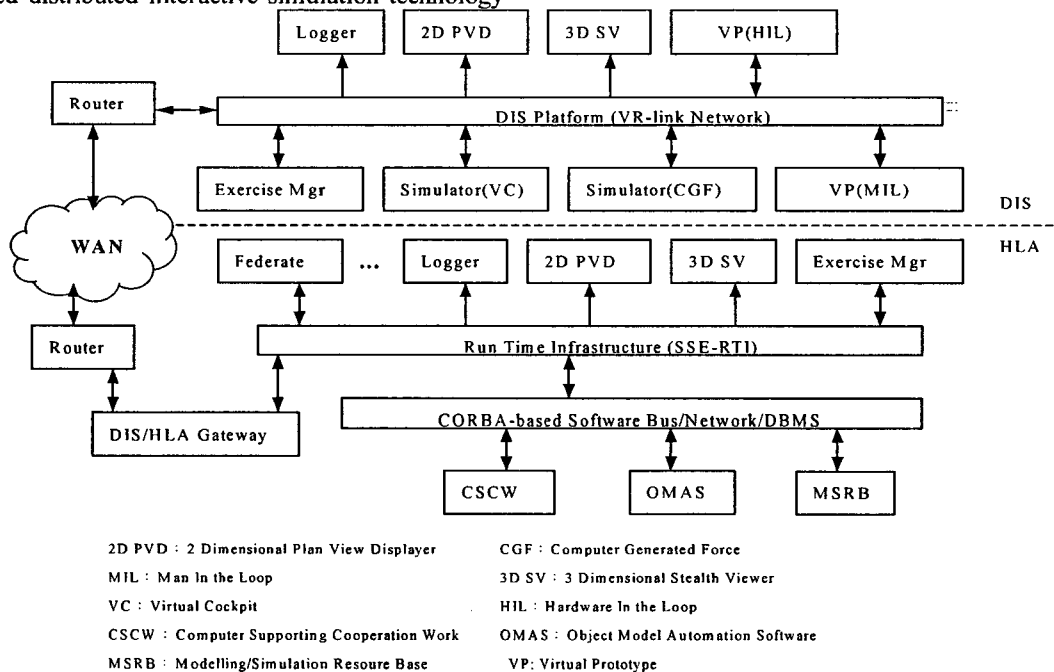 ed distributed interactive simulation technology
Logger 2D PVD 3D SV VP(HIL)
Router
DIS Platform (VR-link Network)
Exercise Mgr Simulator(VC) Simulator(CGF) VP(MIL)
DIS
WAN
HLA
Federate ... Logger 2D PVD 3D SV Exercise Mgr
Router
Run Time Infrastructure (SSE-RTI)
DIS/HLA Gateway
CORBA-based Software Bus/Network/DBMS
CSCW OMAS MSRB
2D PVD : 2 Dimensional Plan View Displayer CGF : Computer Generated Force
MIL : Man In the Loop 3D SV : 3 Dimensional Stealth Viewer
VC : Virtual Cockpit HIL : Hardware In the Loop
CSCW : Computer Supporting Cooperation Work OMAS : Object Model Automation Software
MSRB : Modelling/Simulation Resoure Base VP: Virtual Prototype